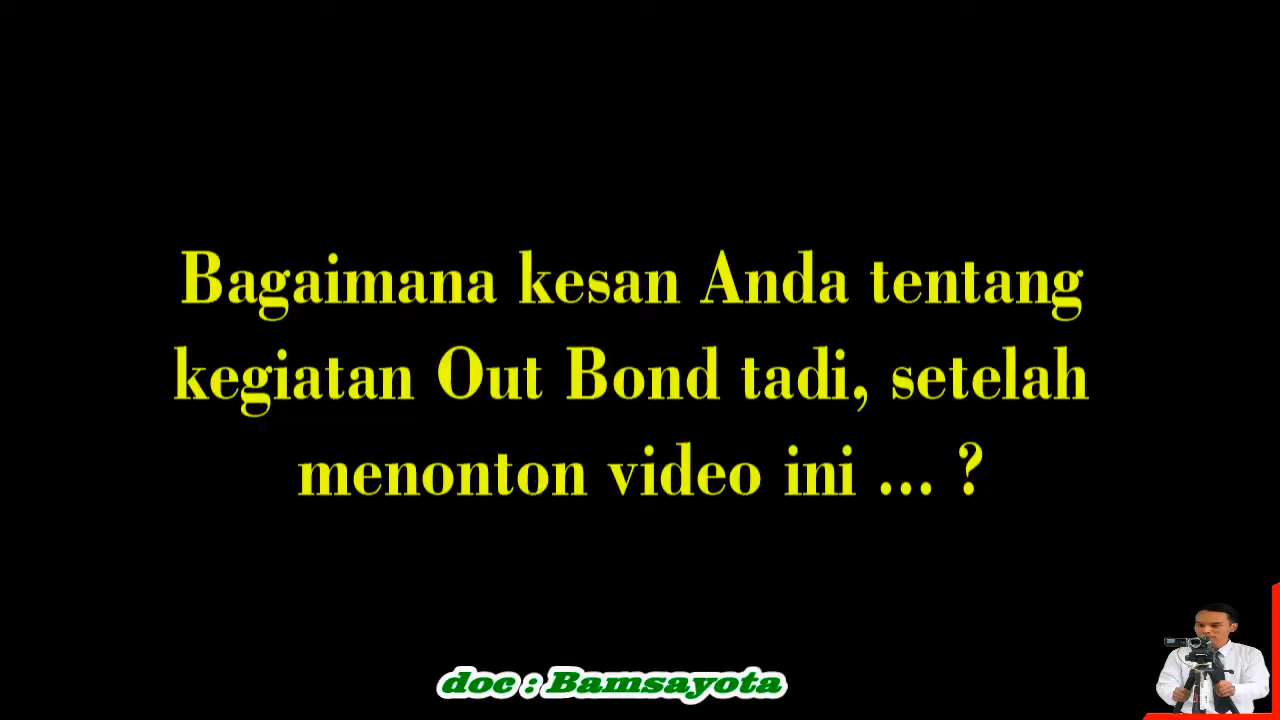 Bagaimana kesan Anda tentang
kegiatan Out Bond tadi, setelah
menonton video ini ... ?
doc : Bamsayota